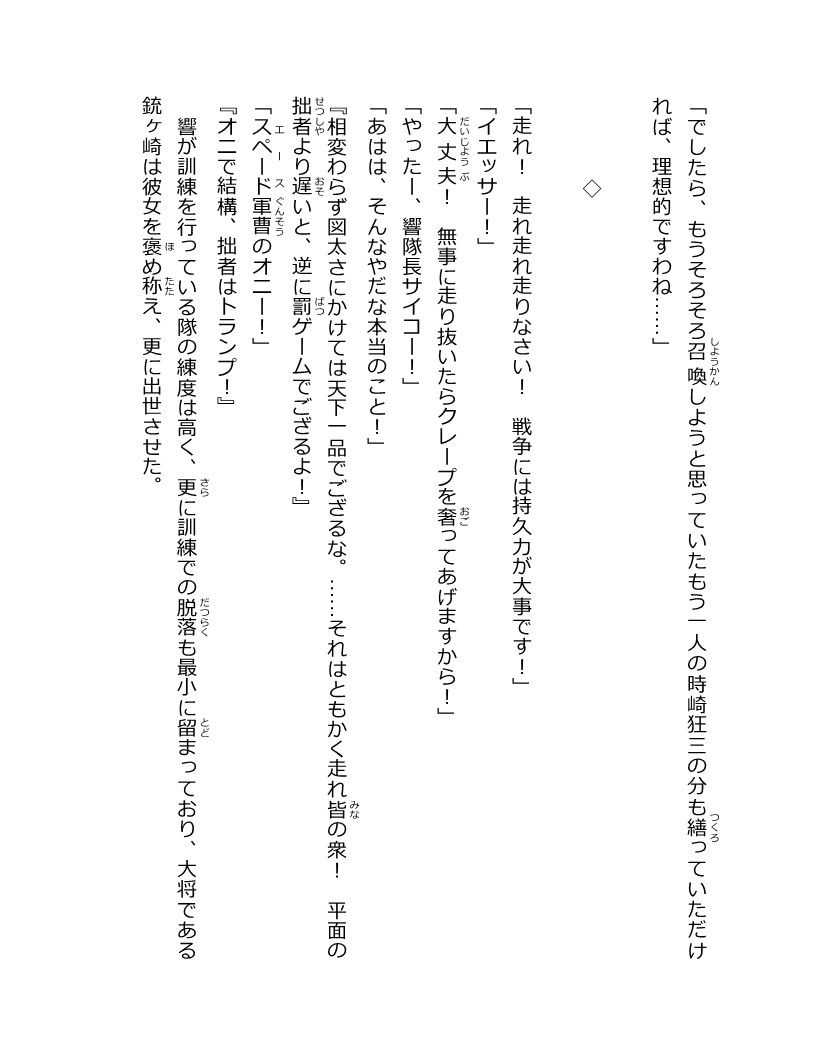 「でしたら、もうそろそろ召喚しようと思っていたもう一人の時崎狂三の分も繕っていただけ
れば、理想的ですわね……」
◇
「走れ！　走れ走れ走りなさい！　戦争には持久力が大事です！」
「イエッサー！」
「大丈夫！　無事に走り抜いたらクレープを奢ってあげますから！」
「やったー、響隊長サイコー！」
「あはは、そんなやだな本当のこと！」
『相変わらず図太さにかけては天下一品でござるな。……それはともかく走れ皆の衆！　平面の
拙者より遅いと、逆に罰ゲームでござるよ！』
「スペード軍曹のオニー！」
『オニで結構、拙者はトランプ！』
　響が訓練を行っている隊の練度は高く、更に訓練での脱落も最小に留まっており、大将である
銃ヶ崎は彼女を褒め称え、更に出世させた。